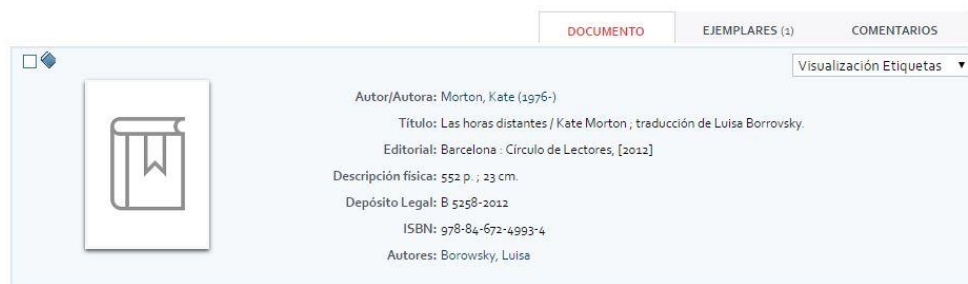 DOCUMENTO EJEMPLARES (1) COMENTARIOS
Visualización Etiquetas
Autor/Autora: Morton, Kate (1976-)
Título: Las horas distantes / Kate Morton ; traducción de Luisa Borrovsky.
Editorial: Barcelona : Círculo de Lectores, [2012]
Descripción física: 552 p. ; 23 cm.
Depósito Legal: B 5258-2012
ISBN: 978-84-672-4993-4
Autores: Borowsky, Luisa